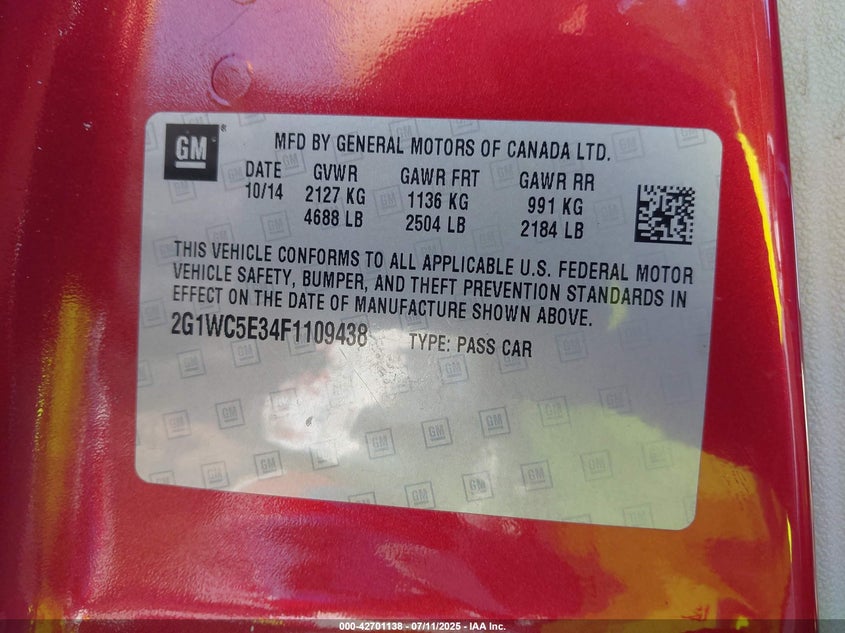 GM®
MFD BY GENERAL MOTORS OF CANADA LTD.
DATE GVWR GAWR FRT GAWR RR
10/14 2127 KG 1136 KG 991 KG
4688 LB 2504 LB 2184 LB
THIS VEHICLE CONFORMS TO ALL APPLICABLE U.S. FEDERAL MOTOR
VEHICLE SAFETY, BUMPER, AND THEFT PREVENTION STANDARDS IN
EFFECT ON THE DATE OF MANUFACTURE SHOWN ABOVE.
2G1WC5E34F1109438 TYPE: PASS CAR
000-42701138 - 07/11/2025 - IAA Inc.